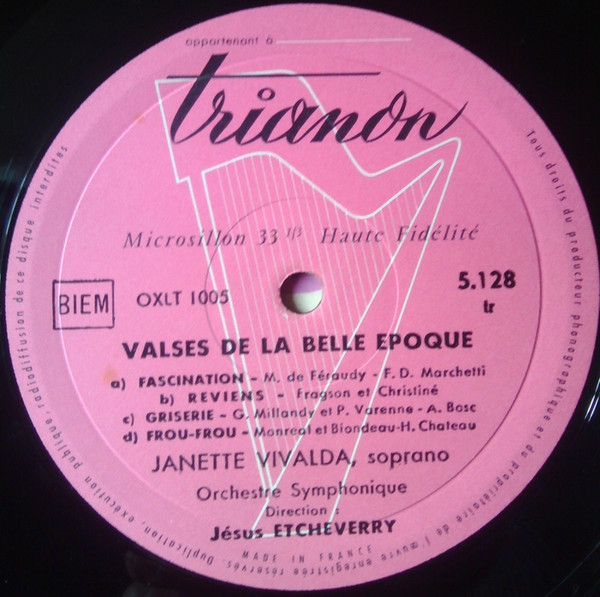 appartenant à
trianon
Microsillon 33 1/3 Haute Fidélité
BIEM
OXLT 1005
5.128
tr
VALSES DE LA BELLE EPOQUE
a) FASCINATION - M. de Féraudy - F. D. Marchetti
b) REVIENS - Fragson et Christiné
c) GRISERIE - G. Millandy et P. Varenne - A. Bosc
d) FROU-FROU - Monreal et Blondeau-H. Chateau
JANETTE VIVALDA, soprano
Orchestre Symphonique
Direction :
Jésus ETCHEVERRY
MADE IN FRANCE
Tous droits du producteur phonographique et du propriétaire de l'œuvre enregistrée réservés. Duplication, exécution publique, radiodiffusion de ce disque interdites